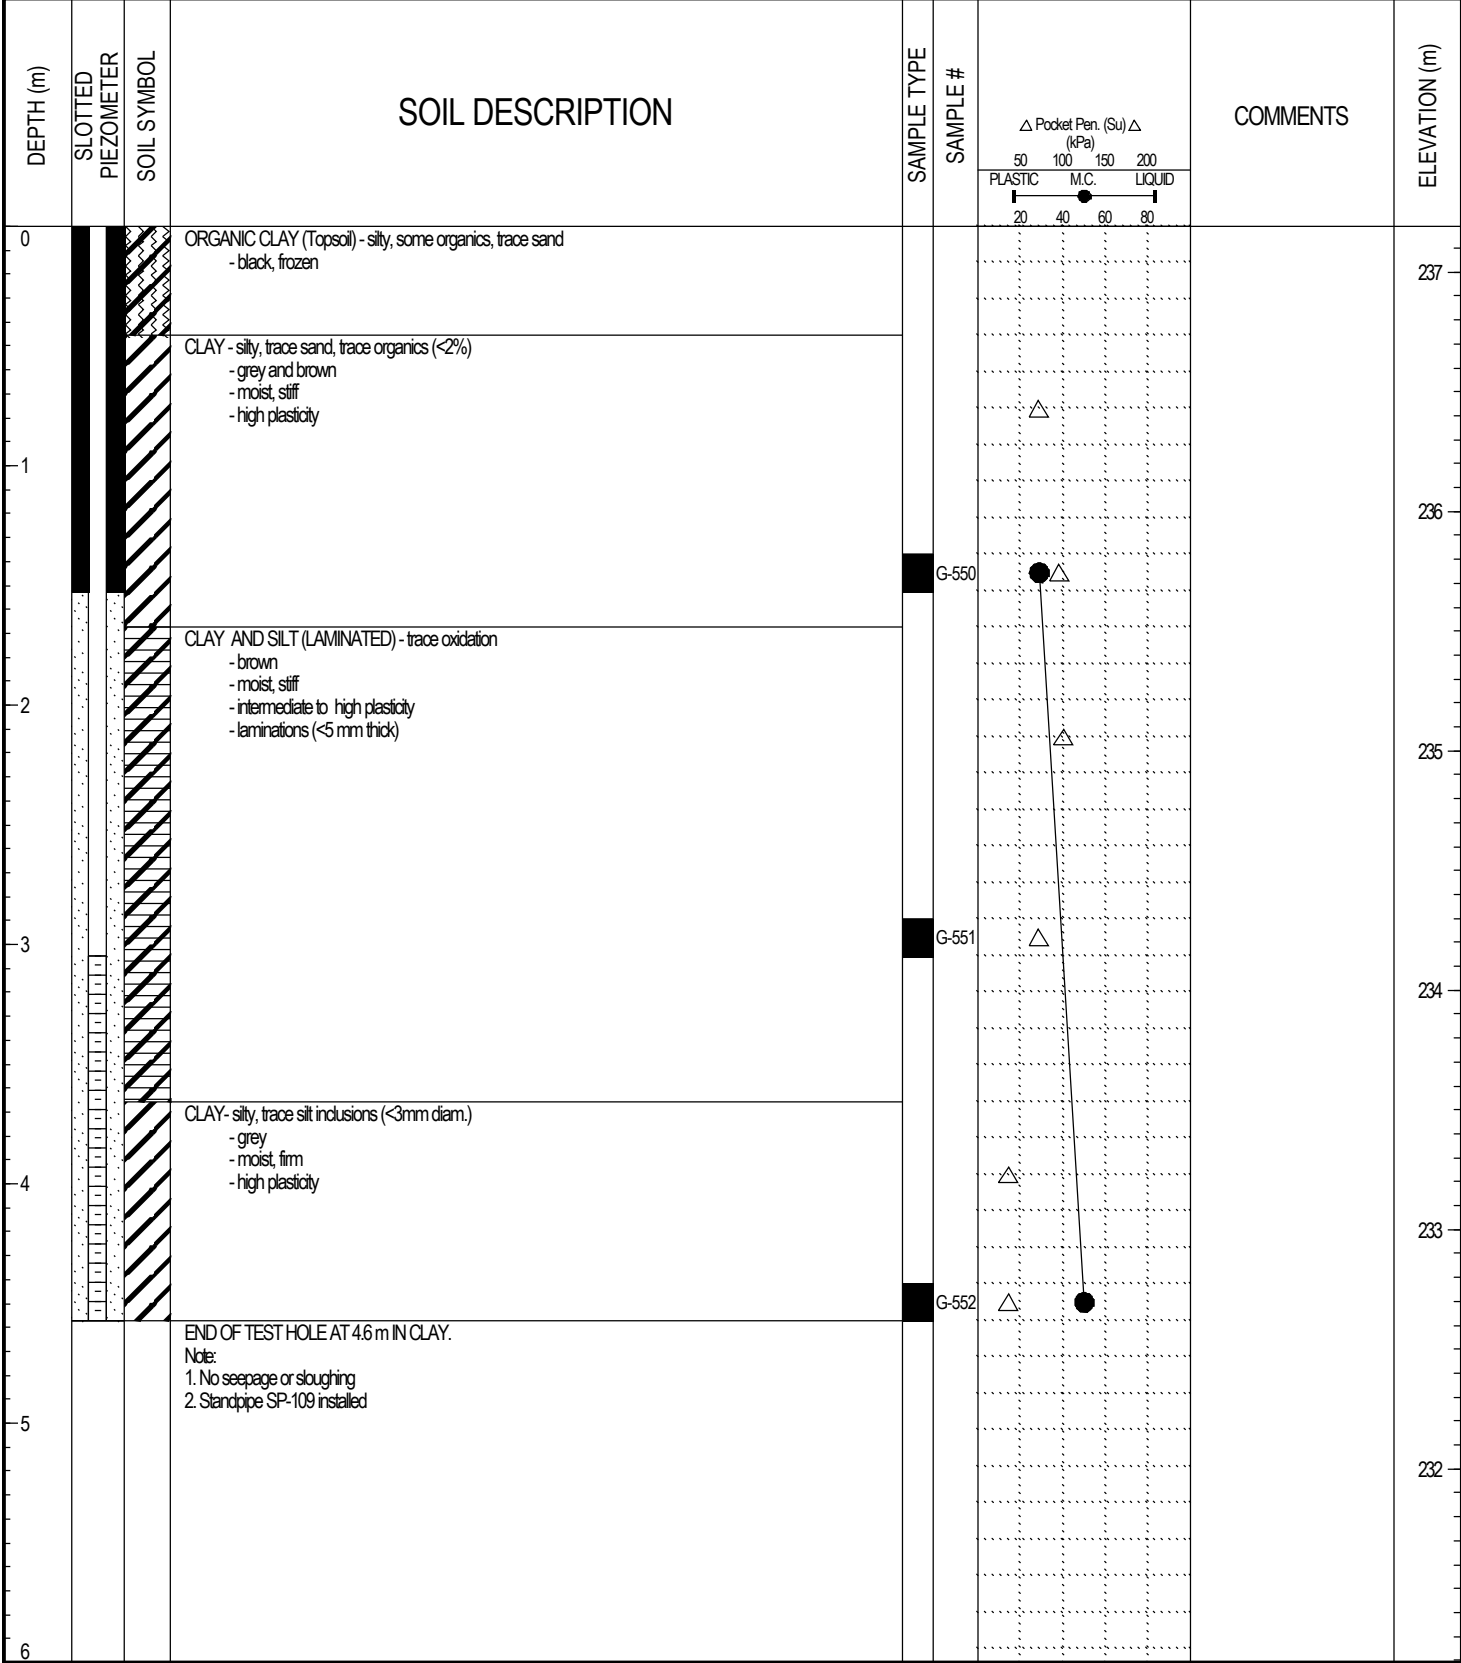 DEPTH (m)
SLOTTED
PIEZOMETER
SOIL SYMBOL
SOIL DESCRIPTION
SAMPLE TYPE
SAMPLE #
△ Pocket Pen. (Su) △
(kPa)
50 100 150 200
PLASTIC M.C. LIQUID
20 40 60 80
COMMENTS
ELEVATION (m)
0
ORGANIC CLAY (Topsoil) - silty, some organics, trace sand
- black, frozen
237
CLAY - silty, trace sand, trace organics (<2%)
- grey and brown
- moist, stiff
- high plasticity
1
236
G-550
CLAY AND SILT (LAMINATED) - trace oxidation
- brown
- moist, stiff
- intermediate to high plasticity
- laminations (<5 mm thick)
2
235
G-551
3
234
CLAY- silty, trace silt inclusions (<3mm diam.)
- grey
- moist, firm
- high plasticity
4
233
G-552
END OF TEST HOLE AT 4.6 m IN CLAY.
Note:
1. No seepage or sloughing
2. Standpipe SP-109 installed
5
232
6